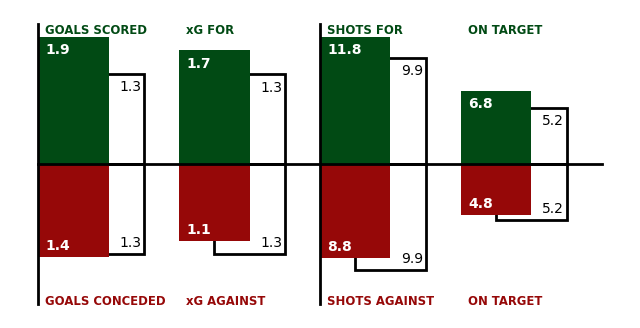 GOALS SCORED xG FOR SHOTS FOR ON TARGET
1.9 1.3 1.7 1.3 11.8 9.9 6.8 5.2
1.4 1.3 1.1 1.3 8.8 9.9 4.8 5.2
GOALS CONCEDED xG AGAINST SHOTS AGAINST ON TARGET